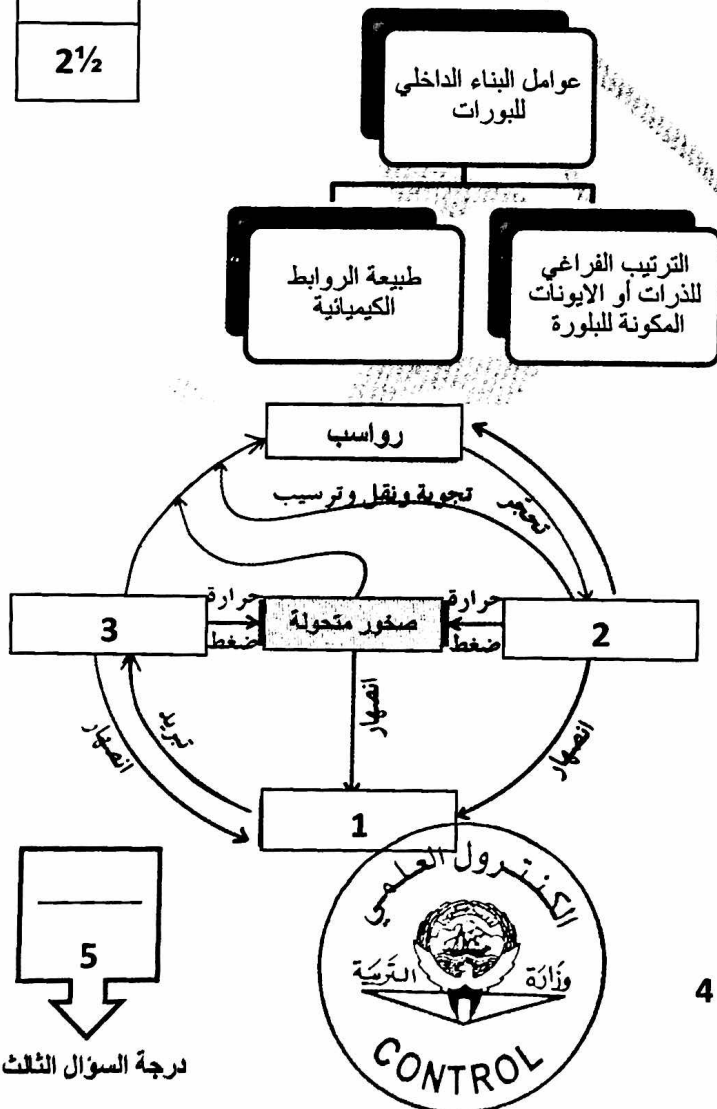 2½
عوامل البناء الداخلي
للبورات
الترتيب الفراغي
للذرات أو الايونات
المكونة للبلورة
طبيعة الروابط
الكيميائية
رواسب
تجوية ونقل وترسيب
تحجر
2
حرارة
ضغط
صخور متحولة
حرارة
ضغط
3
انصهار
انصهار
تبريد
انصهار
1
5
درجة السؤال الثالث
الكنترول العلمي
وزارة التربية
CONTROL
4